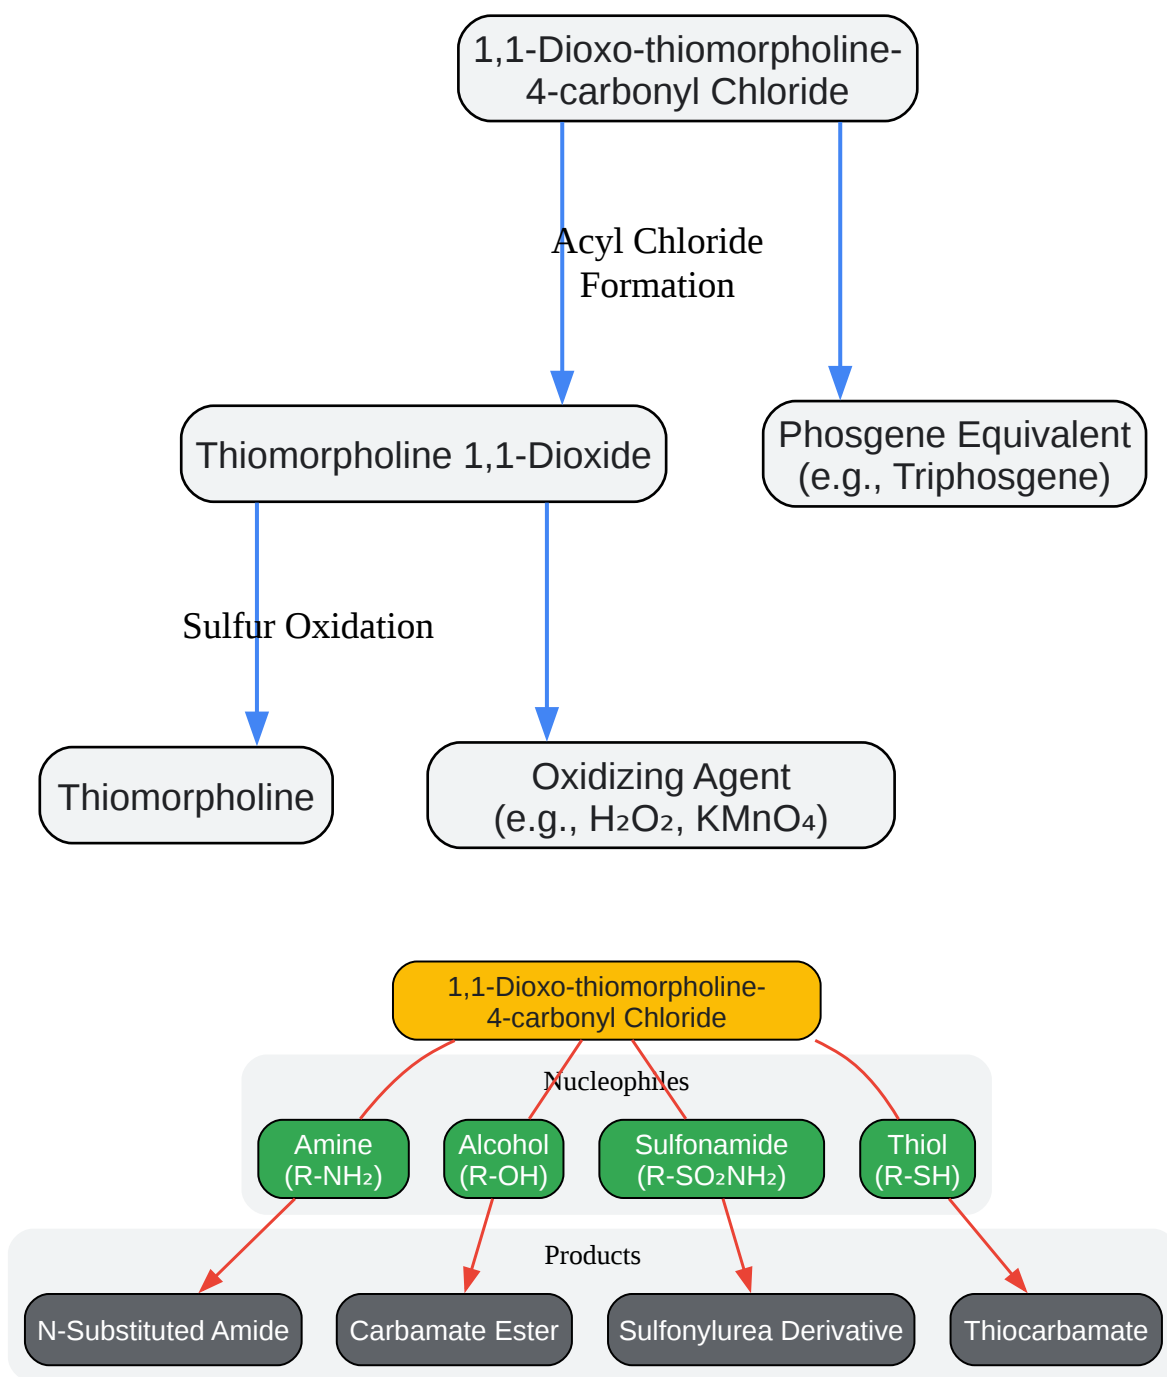 1,1-Dioxo-thiomorpholine-
4-carbonyl Chloride
Acyl Chloride
Formation
Thiomorpholine 1,1-Dioxide
Phosgene Equivalent
(e.g., Triphosgene)
Sulfur Oxidation
Thiomorpholine
Oxidizing Agent
(e.g., H₂O₂, KMnO₄)
1,1-Dioxo-thiomorpholine-
4-carbonyl Chloride
Nucleophiles
Amine
(R-NH₂)
Alcohol
(R-OH)
Sulfonamide
(R-SO₂NH₂)
Thiol
(R-SH)
Products
N-Substituted Amide
Carbamate Ester
Sulfonylurea Derivative
Thiocarbamate